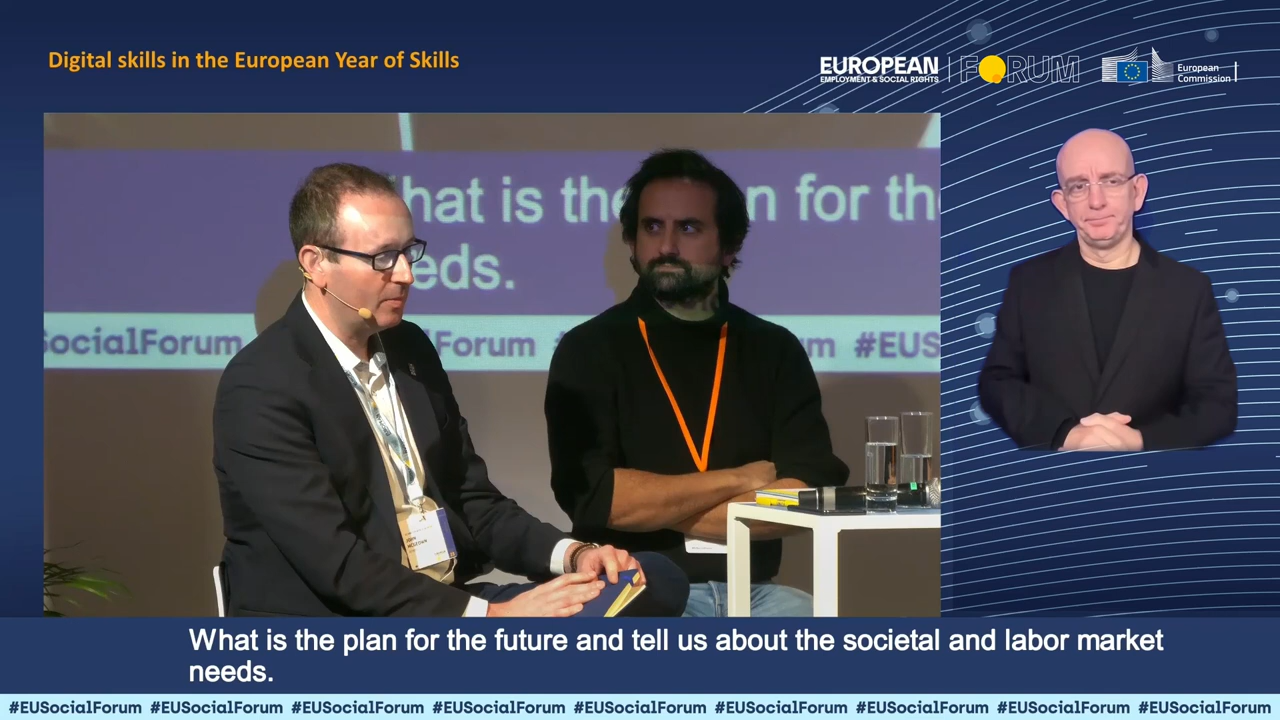 Digital skills in the European Year of Skills
EUROPEAN
EMPLOYMENT & SOCIAL RIGHTS
FORUM
European
Commission
hat is the n for th
eds.
SocialForum Forum #EUS
What is the plan for the future and tell us about the societal and labor market
needs.
#EUSocialForum #EUSocialForum #EUSocialForum #EUSocialForum #EUSocialForum #EUSocialForum #EUSocialForum #EUSocialForum #EUSocialForum